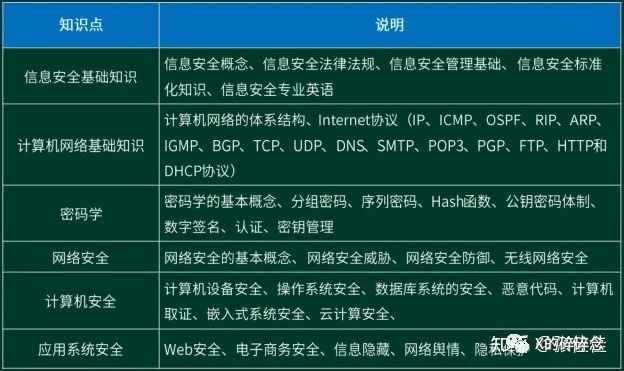 知识点
说明
信息安全基础知识
信息安全概念、信息安全法律法规、信息安全管理基础、信息安全标准
化知识、信息安全专业英语
计算机网络基础知识
计算机网络的体系结构、Internet协议（IP、ICMP、OSPF、RIP、ARP、
IGMP、BGP、TCP、UDP、DNS、SMTP、POP3、PGP、FTP、HTTP和
DHCP协议）
密码学
密码学的基本概念、分组密码、序列密码、Hash函数、公钥密码体制、
数字签名、认证、密钥管理
网络安全
网络安全的基本概念、网络安全威胁、网络安全防御、无线网络安全
计算机安全
计算机设备安全、操作系统安全、数据库系统的安全、恶意代码、计算机
取证、嵌入式系统安全、云计算安全、
应用系统安全
Web安全、电子商务安全、信息隐藏、网络舆情、隐私保护